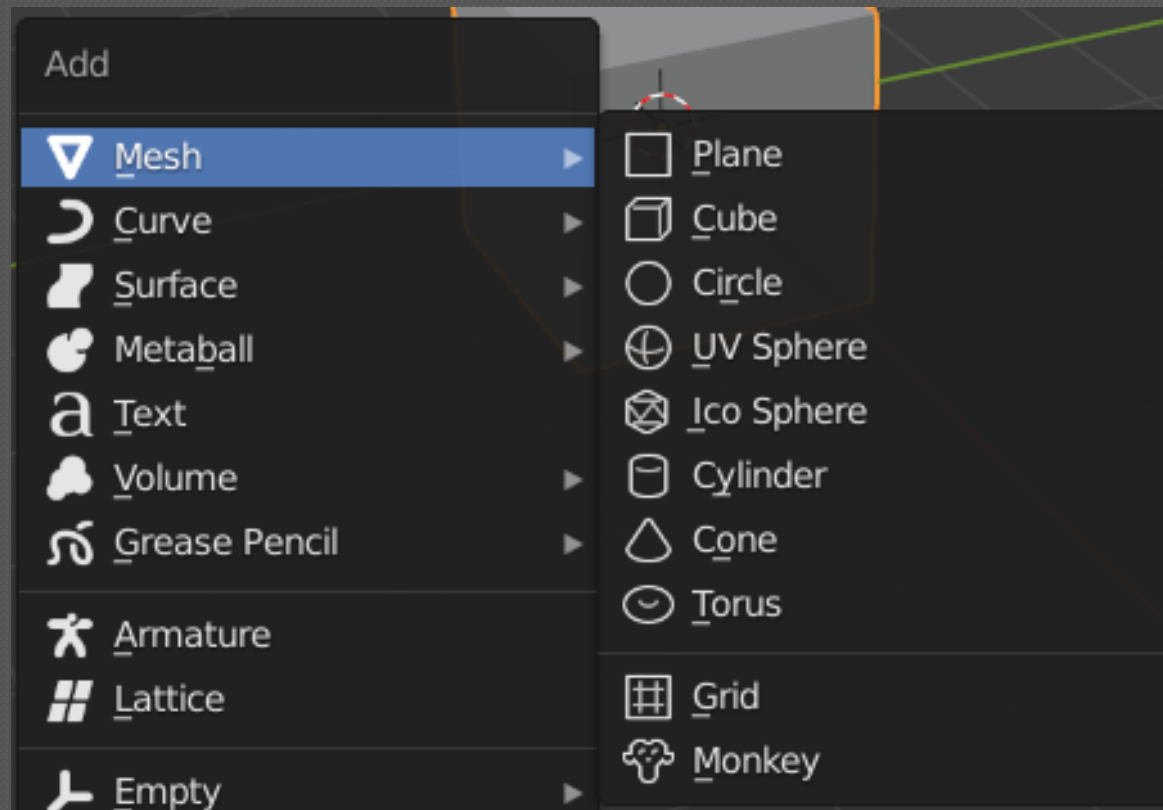 Add
Mesh
Curve
Surface
Metaball
Text
Volume
Grease Pencil
Armature
Lattice
Empty
Plane
Cube
Circle
UV Sphere
Ico Sphere
Cylinder
Cone
Torus
Grid
Monkey